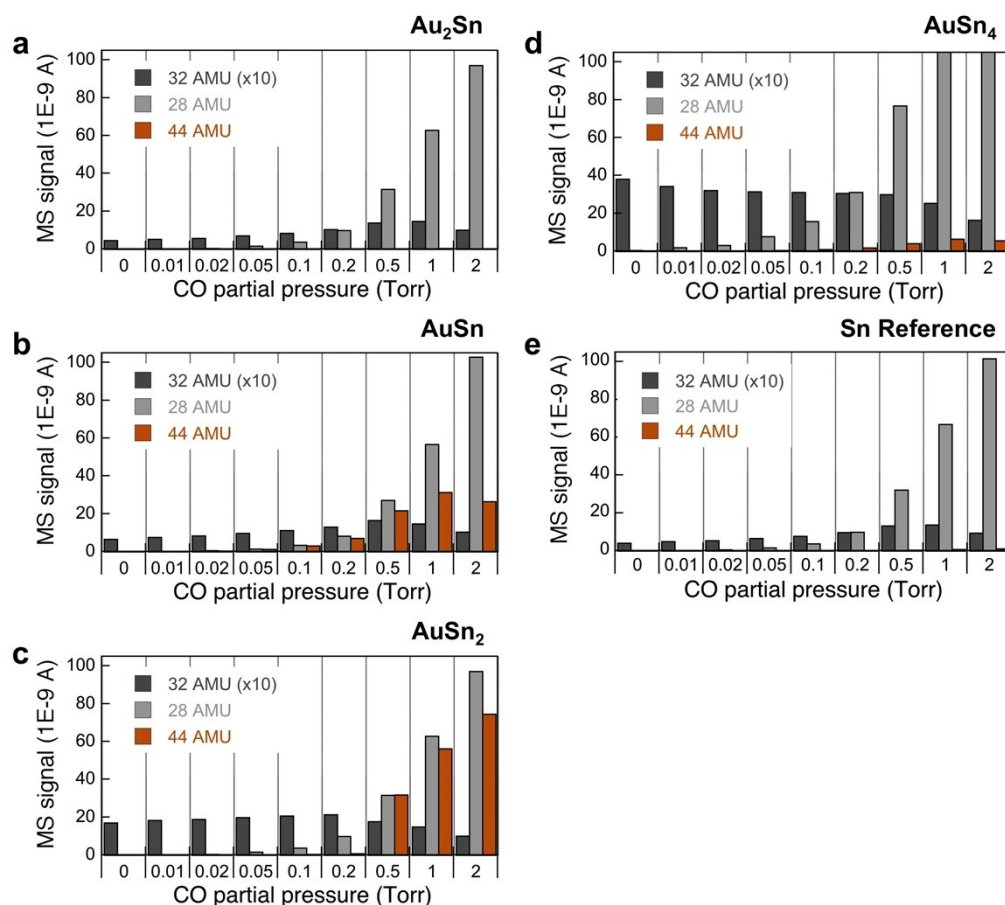 a
Au2Sn
MS signal (1E-9 A)
100
80
60
40
20
0
32 AMU (x10)
28 AMU
44 AMU
0 0.01 0.02 0.05 0.1 0.2 0.5 1 2
CO partial pressure (Torr)
b
AuSn
MS signal (1E-9 A)
100
80
60
40
20
0
32 AMU (x10)
28 AMU
44 AMU
0 0.01 0.02 0.05 0.1 0.2 0.5 1 2
CO partial pressure (Torr)
c
AuSn2
MS signal (1E-9 A)
100
80
60
40
20
0
32 AMU (x10)
28 AMU
44 AMU
0 0.01 0.02 0.05 0.1 0.2 0.5 1 2
CO partial pressure (Torr)
d
AuSn4
MS signal (1E-9 A)
100
80
60
40
20
0
32 AMU (x10)
28 AMU
44 AMU
0 0.01 0.02 0.05 0.1 0.2 0.5 1 2
CO partial pressure (Torr)
e
Sn Reference
MS signal (1E-9 A)
100
80
60
40
20
0
32 AMU (x10)
28 AMU
44 AMU
0 0.01 0.02 0.05 0.1 0.2 0.5 1 2
CO partial pressure (Torr)